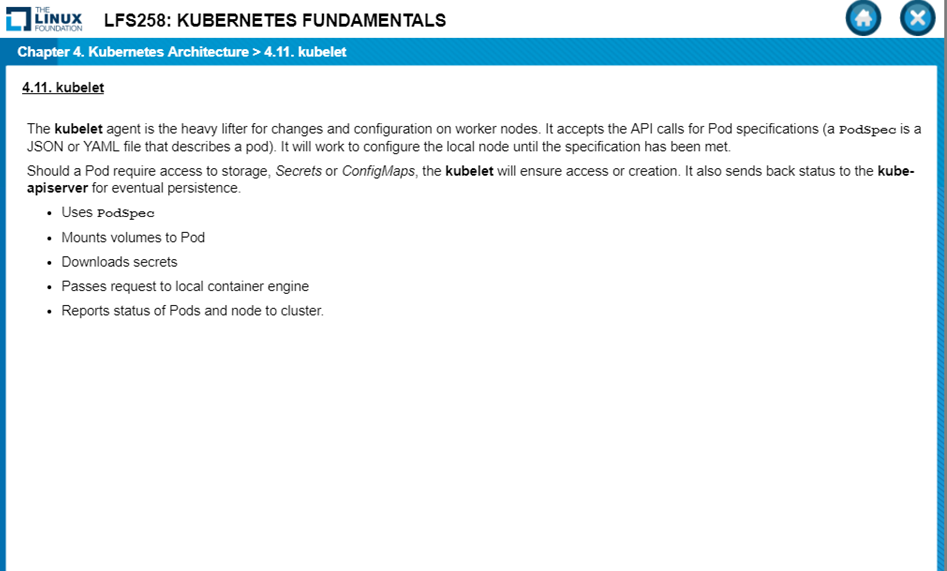 THE
LINUX
FOUNDATION
LFS258: KUBERNETES FUNDAMENTALS
Chapter 4. Kubernetes Architecture > 4.11. kubelet
4.11. kubelet
The kubelet agent is the heavy lifter for changes and configuration on worker nodes. It accepts the API calls for Pod specifications (a PodSpec is a
JSON or YAML file that describes a pod). It will work to configure the local node until the specification has been met.
Should a Pod require access to storage, Secrets or ConfigMaps, the kubelet will ensure access or creation. It also sends back status to the kube-
apiserver for eventual persistence.
• Uses PodSpec
• Mounts volumes to Pod
• Downloads secrets
• Passes request to local container engine
• Reports status of Pods and node to cluster.